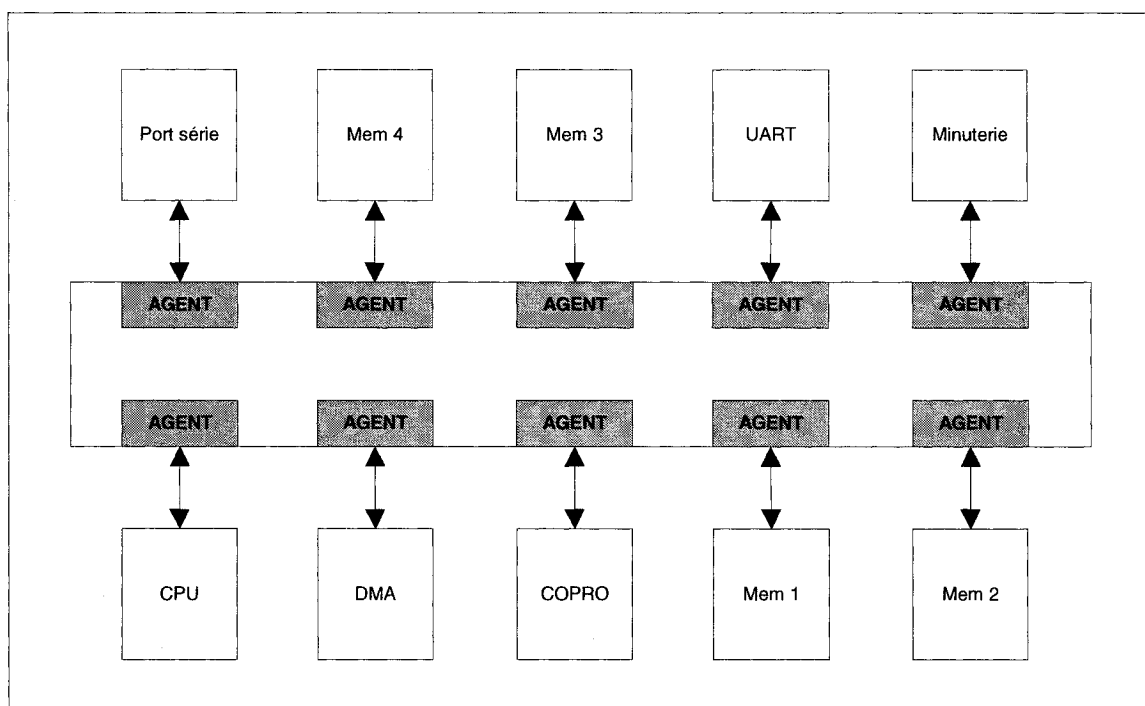 Port série
Mem 4
Mem 3
UART
Minuterie
AGENT
AGENT
AGENT
AGENT
AGENT
AGENT
AGENT
AGENT
AGENT
AGENT
CPU
DMA
COPRO
Mem 1
Mem 2